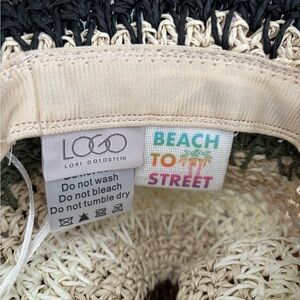 LOGO
LORI GOLDSTEIN
Do not wash
Do not bleach
Do not tumble dry
BEACH
TO
STREET